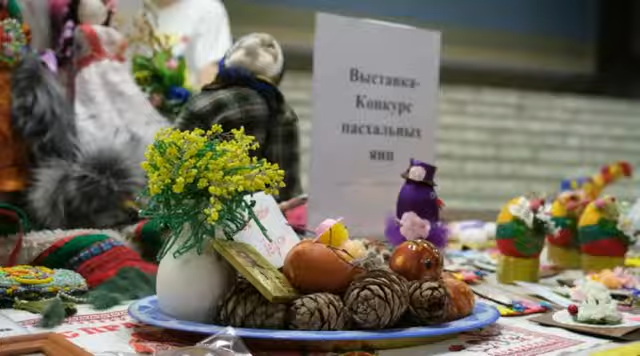 Выставка-
Конкурс
пасхальных
яиц